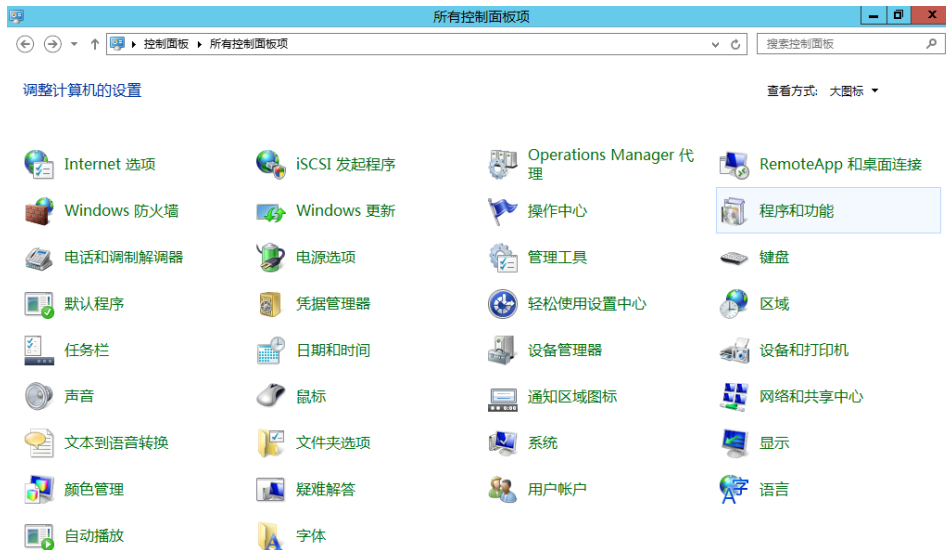 所有控制面板项
控制面板 所有控制面板项
搜索控制面板
调整计算机的设置
查看方式: 大图标
Internet 选项
iSCSI 发起程序
Operations Manager 代
理
RemoteApp 和桌面连接
Windows 防火墙
Windows 更新
操作中心
程序和功能
电话和调制解调器
电源选项
管理工具
键盘
默认程序
凭据管理器
轻松使用设置中心
区域
任务栏
日期和时间
设备管理器
设备和打印机
声音
鼠标
通知区域图标
网络和共享中心
文本到语音转换
文件夹选项
系统
显示
颜色管理
疑难解答
用户帐户
语言
自动播放
字体